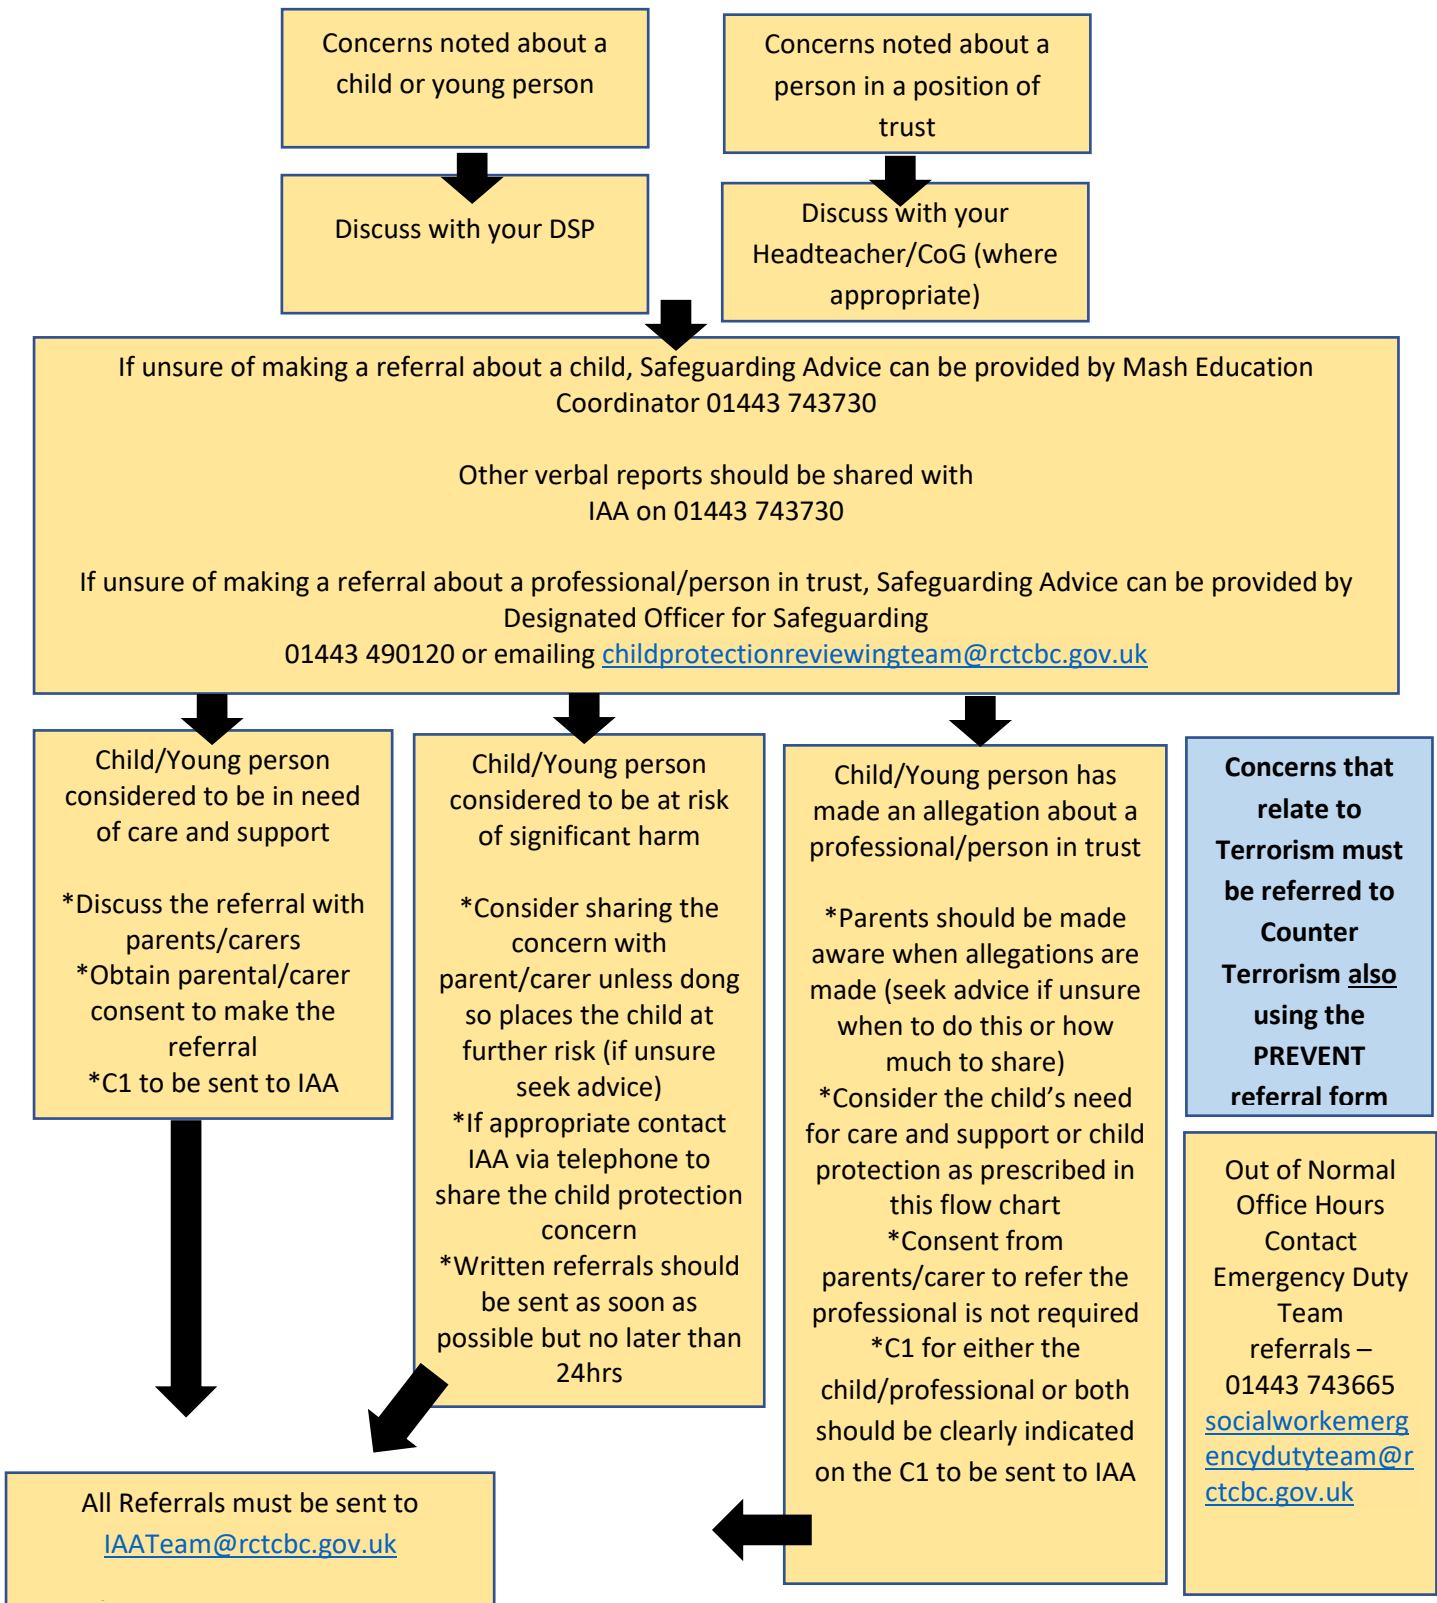 Concerns noted about a
child or young person
Concerns noted about a
person in a position of
trust
Discuss with your DSP
Discuss with your
Headteacher/CoG (where
appropriate)
If unsure of making a referral about a child, Safeguarding Advice can be provided by Mash Education
Coordinator 01443 743730
Other verbal reports should be shared with
IAA on 01443 743730
If unsure of making a referral about a professional/person in trust, Safeguarding Advice can be provided by
Designated Officer for Safeguarding
01443 490120 or emailing childprotectionreviewingteam@rctcbc.gov.uk
Child/Young person
considered to be in need
of care and support
*Discuss the referral with
parents/carers
*Obtain parental/carer
consent to make the
referral
*C1 to be sent to IAA
Child/Young person
considered to be at risk
of significant harm
*Consider sharing the
concern with
parent/carer unless dong
so places the child at
further risk (if unsure
seek advice)
*If appropriate contact
IAA via telephone to
share the child protection
concern
*Written referrals should
be sent as soon as
possible but no later than
24hrs
Child/Young person has
made an allegation about a
professional/person in trust
*Parents should be made
aware when allegations are
made (seek advice if unsure
when to do this or how
much to share)
*Consider the child’s need
for care and support or child
protection as prescribed in
this flow chart
*Consent from
parents/carer to refer the
professional is not required
*C1 for either the
child/professional or both
should be clearly indicated
on the C1 to be sent to IAA
Concerns that
relate to
Terrorism must
be referred to
Counter
Terrorism also
using the
PREVENT
referral form
Out of Normal
Office Hours
Contact
Emergency Duty
Team
referrals –
01443 743665
socialworkemerg
encydutyteam@r
ctcbc.gov.uk
All Referrals must be sent to
IAATeam@rctcbc.gov.uk